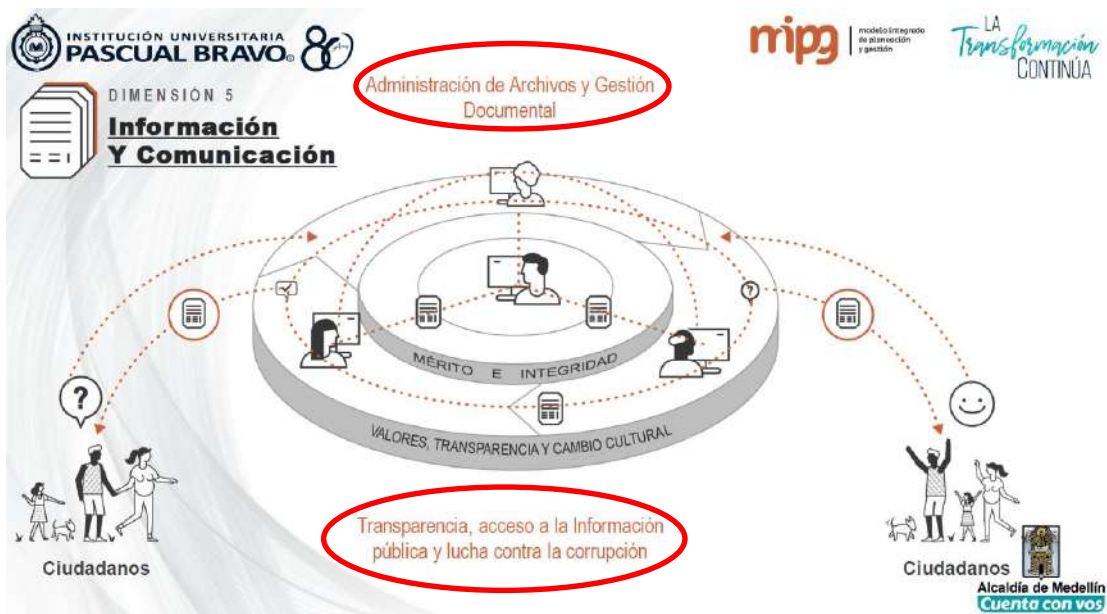 INSTITUCIÓN UNIVERSITARIA
PASCUAL BRAVO®
80 Años
mipg
modelo integrado
de planeación
y gestión
LA
Transformación
CONTINÚA
DIMENSIÓN 5
Información
Y Comunicación
Administración de Archivos y Gestión
Documental
?
?
MÉRITO E INTEGRIDAD
VALORES, TRANSPARENCIA Y CAMBIO CULTURAL
Transparencia, acceso a la Información
pública y lucha contra la corrupción
Ciudadanos
Ciudadanos
Alcaldía de Medellín
Cuenta con vos